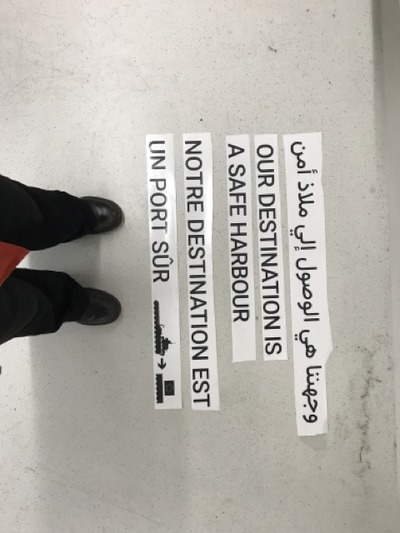 وجهتنا هي الوصول إلي ملاذ أمن
OUR DESTINATION IS
A SAFE HARBOUR
NOTRE DESTINATION EST
UN PORT SÛR